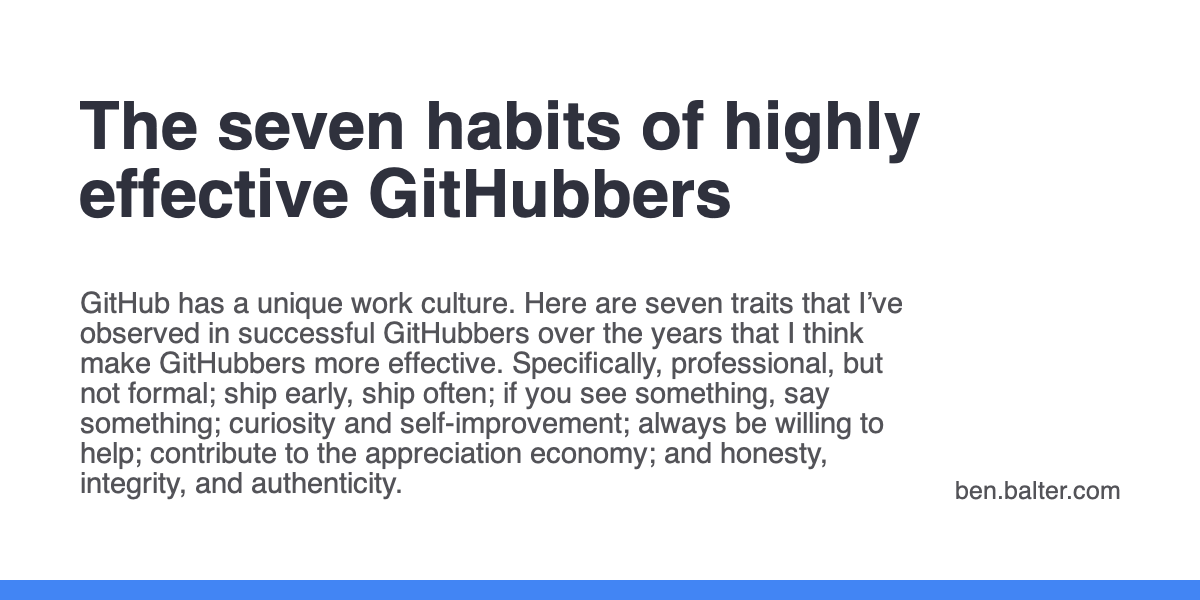 The seven habits of highly
effective GitHubbers
GitHub has a unique work culture. Here are seven traits that I’ve
observed in successful GitHubbers over the years that I think
make GitHubbers more effective. Specifically, professional, but
not formal; ship early, ship often; if you see something, say
something; curiosity and self-improvement; always be willing to
help; contribute to the appreciation economy; and honesty,
integrity, and authenticity.
ben.balter.com